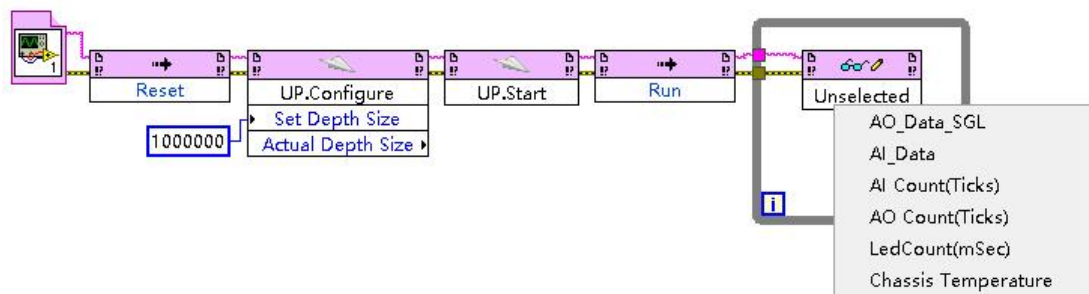 1
Reset
UP.Configure
Set Depth Size
Actual Depth Size
1000000
UP.Start
Run
Unselected
AO_Data_SGL
AI_Data
AI Count(Ticks)
AO Count(Ticks)
LedCount(mSec)
Chassis Temperature
i